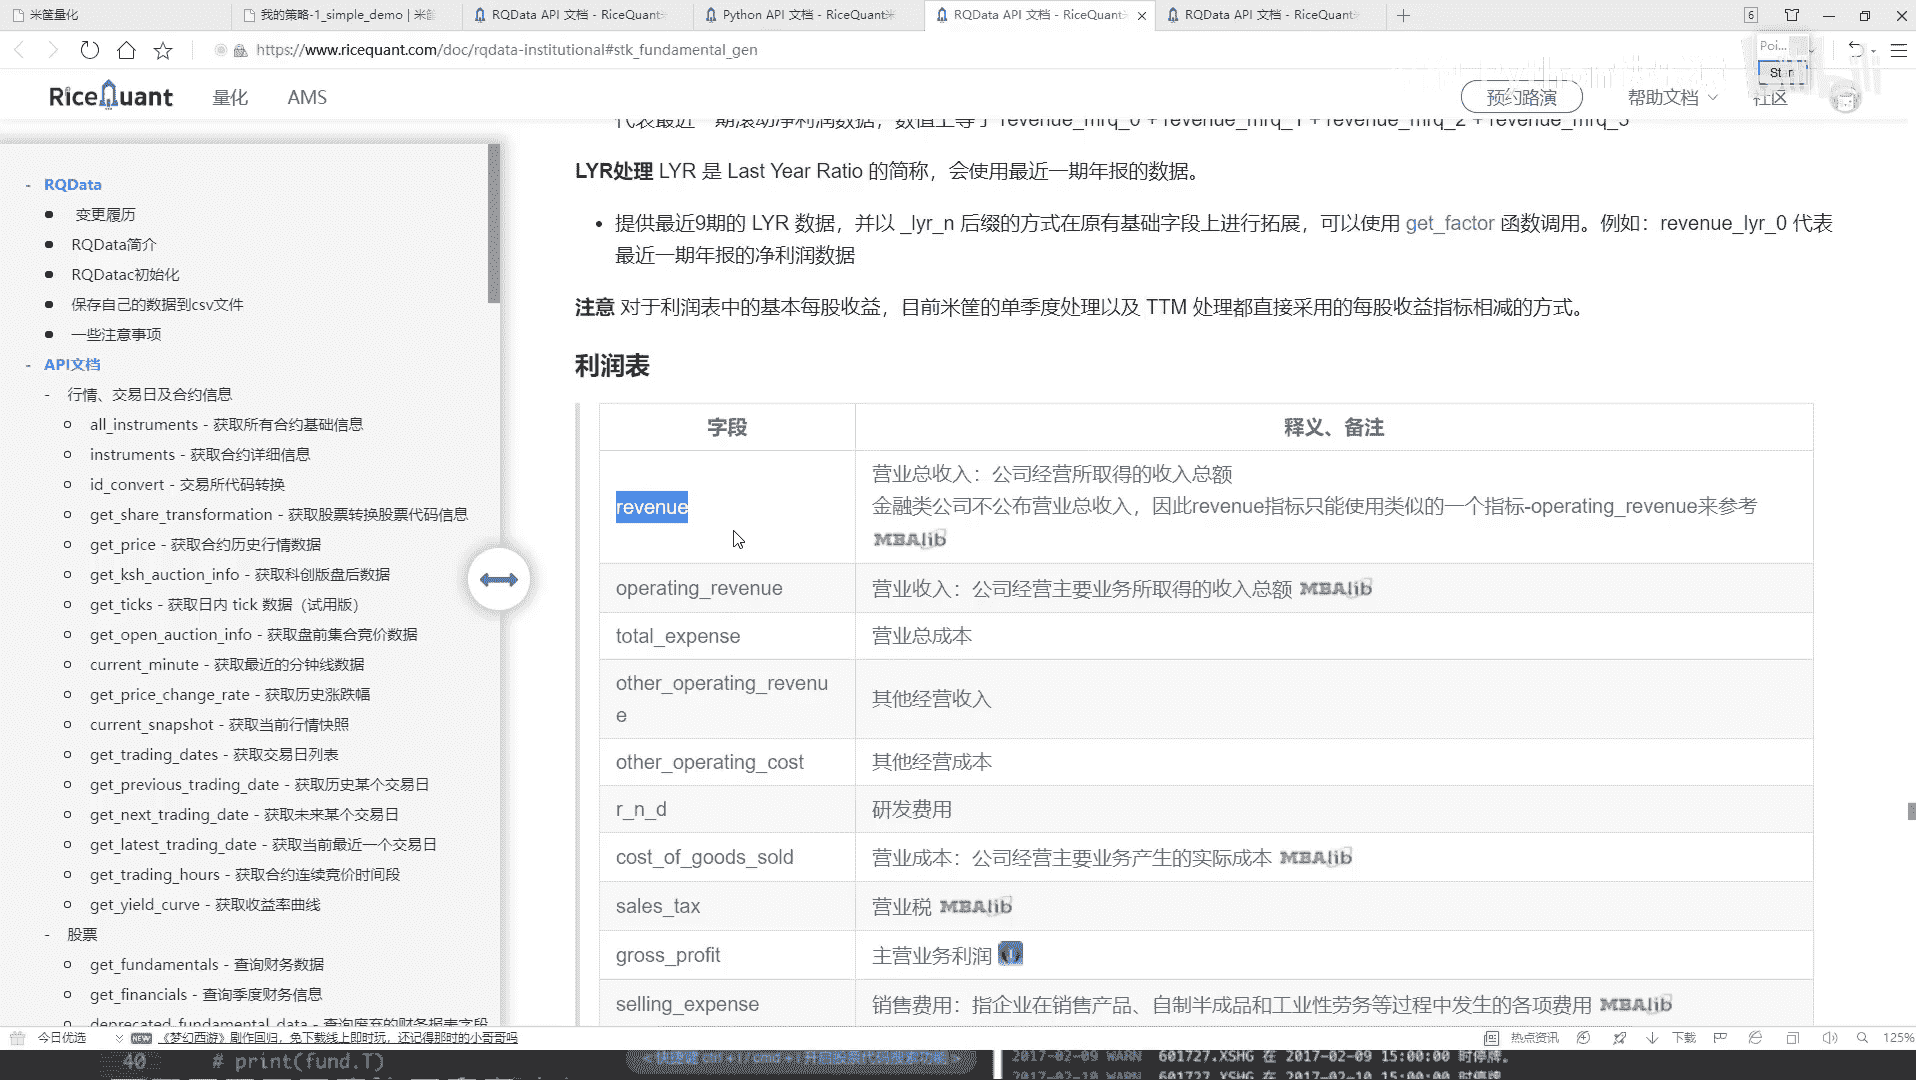 米筐量化
我的策略-1_simple_demo | 米筐
RQData API 文档 - RiceQuant
Python API 文档 - RiceQuant米
RQData API 文档 - RiceQuant
RQData API 文档 - RiceQuant
6
https://www.ricequant.com/doc/rqdata-institutional#stk_fundamental_gen
Poi...
RiceQuant
量化
AMS
预约路演
帮助文档
社区
代表最近一期滚动净利润数据，数值上等于 revenue_mrq_0 + revenue_mrq_1 + revenue_mrq_2 + revenue_mrq_3
LYR处理 LYR 是 Last Year Ratio 的简称，会使用最近一期年报的数据。
提供最近9期的 LYR 数据，并以 _lyr_n 后缀的方式在原有基础字段上进行拓展，可以使用 get_factor 函数调用。例如：revenue_lyr_0 代表
最近一期年报的净利润数据
注意 对于利润表中的基本每股收益，目前米筐的单季度处理以及 TTM 处理都直接采用的每股收益指标相减的方式。
利润表
字段 释义、备注
revenue
营业总收入：公司经营所取得的收入总额
金融类公司不公布营业总收入，因此revenue指标只能使用类似的一个指标-operating_revenue来参考
MBAlib
operating_revenue 营业收入：公司经营主要业务所取得的收入总额 MBAlib
total_expense 营业总成本
other_operating_revenu
e
其他经营收入
other_operating_cost 其他经营成本
r_n_d 研发费用
cost_of_goods_sold 营业成本：公司经营主要业务产生的实际成本 MBAlib
sales_tax 营业税 MBAlib
gross_profit 主营业务利润
selling_expense 销售费用：指企业在销售产品、自制半成品和工业性劳务等过程中发生的各项费用 MBAlib
- RQData
变更履历
RQData简介
RQDatac初始化
保存自己的数据到csv文件
一些注意事项
- API文档
- 行情、交易日及合约信息
all_instruments - 获取所有合约基础信息
instruments - 获取合约详细信息
id_convert - 交易所代码转换
get_share_transformation - 获取股票转换股票代码信息
get_price - 获取合约历史行情数据
get_ksh_auction_info - 获取科创版盘后数据
get_ticks - 获取日内 tick 数据（试用版）
get_open_auction_info - 获取盘前集合竞价数据
current_minute - 获取最近的分钟线数据
get_price_change_rate - 获取历史涨跌幅
current_snapshot - 获取当前行情快照
get_trading_dates - 获取交易日列表
get_previous_trading_date - 获取历史某个交易日
get_next_trading_date - 获取未来某个交易日
get_latest_trading_date - 获取当前最近一个交易日
get_trading_hours - 获取合约连续竞价时间段
get_yield_curve - 获取收益率曲线
- 股票
get_fundamentals - 查询财务数据
get_financials - 查询季度财务信息
deprecated_fundamental_data - 查询废弃的财务报表字段
今日优选
NEW 《梦幻西游》剧作回归，免下载线上即时玩，还记得那时的小哥哥吗
热点资讯
下载
125%
40 # print(fund.T)
2017-02-09 WARN 601727.XSHG 在 2017-02-09 15:00:00 时停牌。
2017-02-10 WARN 601727.XSHG 在 2017-02-10 15:00:00 时停牌。